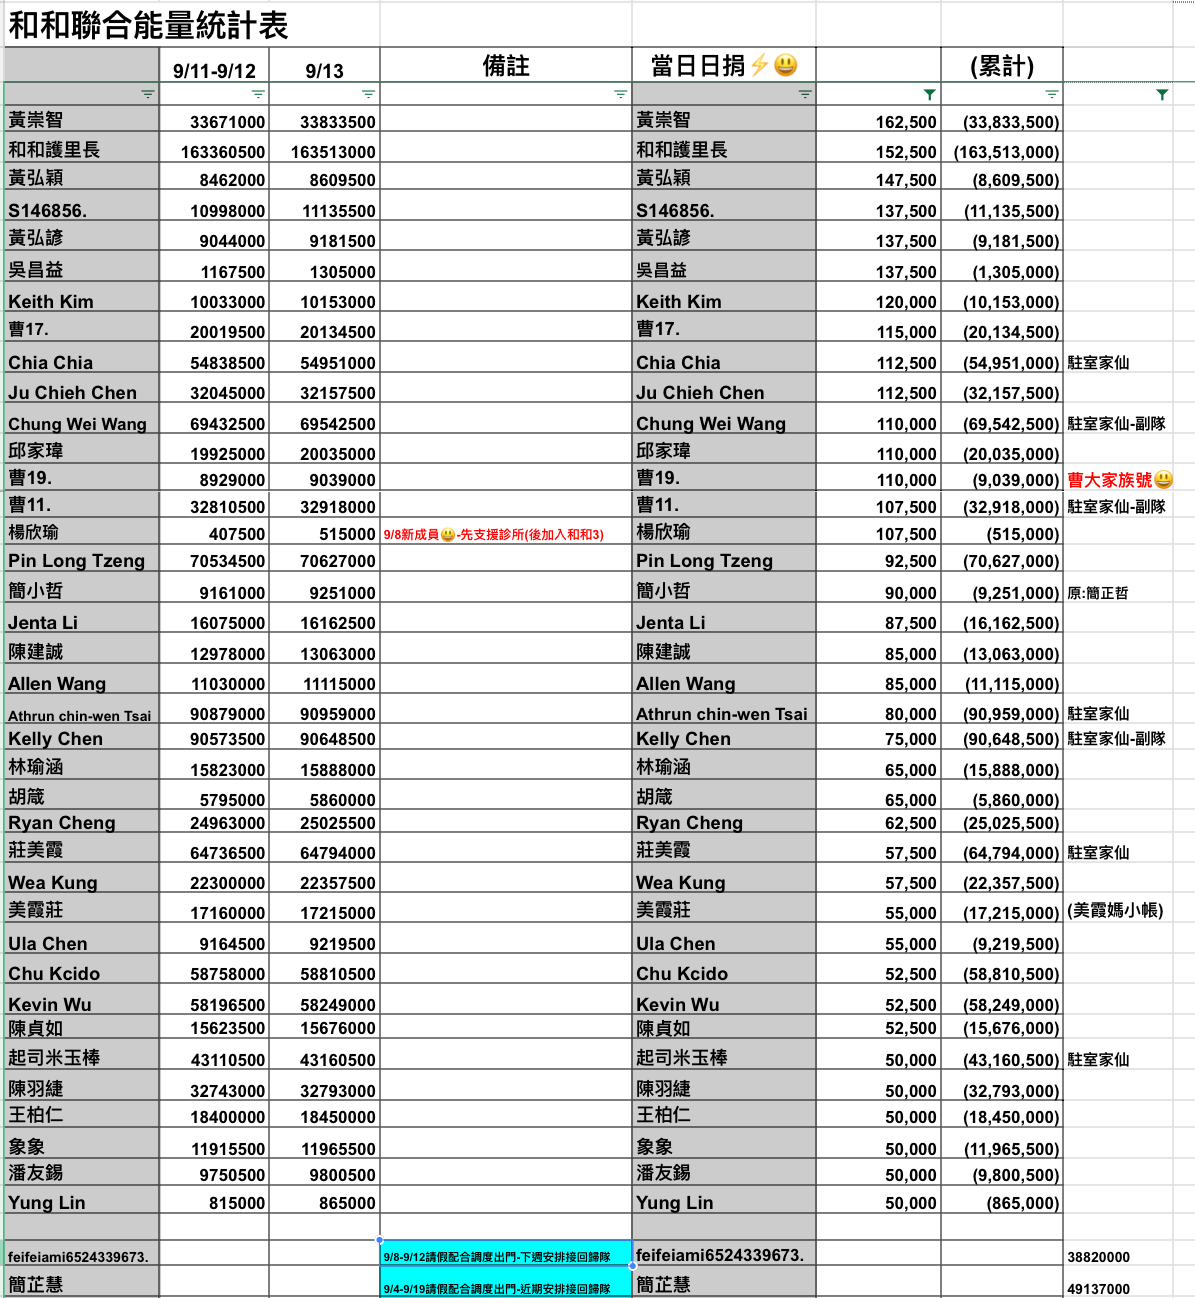 和和聯合能量統計表
9/11-9/12 9/13 備註 當日日捐⚡😃 (累計)
黃崇智 33671000 33833500 黃崇智 162,500 (33,833,500)
和和護里長 163360500 163513000 和和護里長 152,500 (163,513,000)
黃弘穎 8462000 8609500 黃弘穎 147,500 (8,609,500)
S146856. 10998000 11135500 S146856. 137,500 (11,135,500)
黃弘諺 9044000 9181500 黃弘諺 137,500 (9,181,500)
吳昌益 1167500 1305000 吳昌益 137,500 (1,305,000)
Keith Kim 10033000 10153000 Keith Kim 120,000 (10,153,000)
曹17. 20019500 20134500 曹17. 115,000 (20,134,500)
Chia Chia 54838500 54951000 Chia Chia 112,500 (54,951,000) 駐室家仙
Ju Chieh Chen 32045000 32157500 Ju Chieh Chen 112,500 (32,157,500)
Chung Wei Wang 69432500 69542500 Chung Wei Wang 110,000 (69,542,500) 駐室家仙-副隊
邱家瑋 19925000 20035000 邱家瑋 110,000 (20,035,000)
曹19. 8929000 9039000 曹19. 110,000 (9,039,000) 曹大家族號😃
曹11. 32810500 32918000 曹11. 107,500 (32,918,000) 駐室家仙-副隊
楊欣瑜 407500 515000 9/8新成員😃-先支援診所(後加入和和3) 楊欣瑜 107,500 (515,000)
Pin Long Tzeng 70534500 70627000 Pin Long Tzeng 92,500 (70,627,000)
簡小哲 9161000 9251000 簡小哲 90,000 (9,251,000) 原:簡正哲
Jenta Li 16075000 16162500 Jenta Li 87,500 (16,162,500)
陳建誠 12978000 13063000 陳建誠 85,000 (13,063,000)
Allen Wang 11030000 11115000 Allen Wang 85,000 (11,115,000)
Athrun chin-wen Tsai 90879000 90959000 Athrun chin-wen Tsai 80,000 (90,959,000) 駐室家仙
Kelly Chen 90573500 90648500 Kelly Chen 75,000 (90,648,500) 駐室家仙-副隊
林瑜涵 15823000 15888000 林瑜涵 65,000 (15,888,000)
胡箴 5795000 5860000 胡箴 65,000 (5,860,000)
Ryan Cheng 24963000 25025500 Ryan Cheng 62,500 (25,025,500)
莊美霞 64736500 64794000 莊美霞 57,500 (64,794,000) 駐室家仙
Wea Kung 22300000 22357500 Wea Kung 57,500 (22,357,500)
美霞莊 17160000 17215000 美霞莊 55,000 (17,215,000) (美霞媽小帳)
Ula Chen 9164500 9219500 Ula Chen 55,000 (9,219,500)
Chu Kcido 58758000 58810500 Chu Kcido 52,500 (58,810,500)
Kevin Wu 58196500 58249000 Kevin Wu 52,500 (58,249,000)
陳貞如 15623500 15676000 陳貞如 52,500 (15,676,000)
起司米玉棒 43110500 43160500 起司米玉棒 50,000 (43,160,500) 駐室家仙
陳羽緁 32743000 32793000 陳羽緁 50,000 (32,793,000)
王柏仁 18400000 18450000 王柏仁 50,000 (18,450,000)
象象 11915500 11965500 象象 50,000 (11,965,500)
潘友錫 9750500 9800500 潘友錫 50,000 (9,800,500)
Yung Lin 815000 865000 Yung Lin 50,000 (865,000)
feifeiami6524339673. 9/8-9/12請假配合調度出門-下週安排接回歸隊 feifeiami6524339673. 38820000
簡芷慧 9/4-9/19請假配合調度出門-近期安排接回歸隊 簡芷慧 49137000